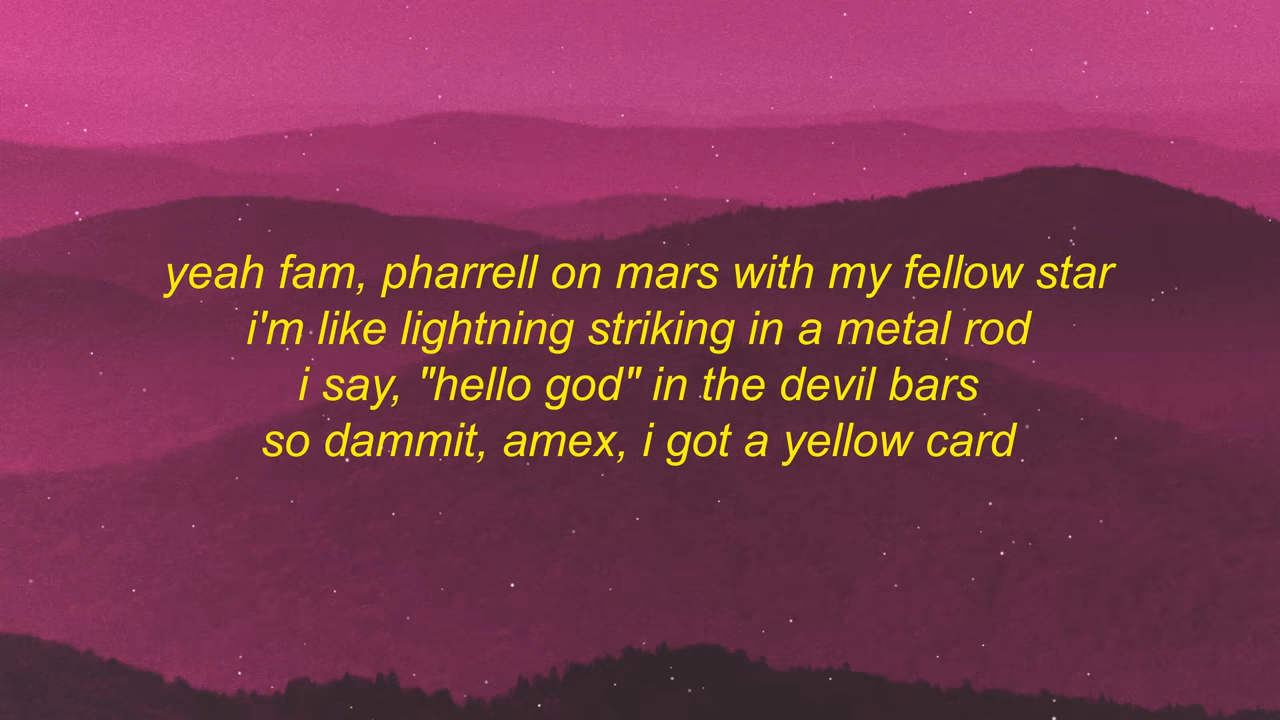 yeah fam, pharrell on mars with my fellow star
i'm like lightning striking in a metal rod
i say, "hello god" in the devil bars
so dammit, amex, i got a yellow card